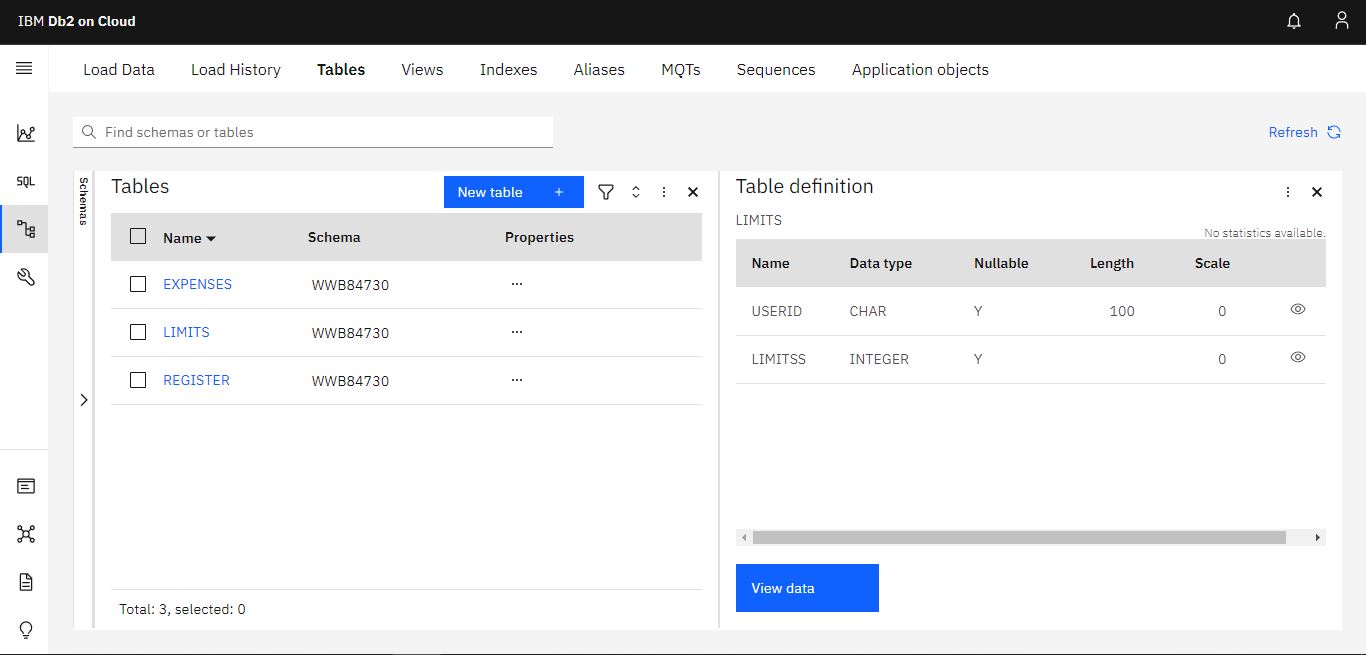 IBM Db2 on Cloud
Load Data Load History Tables Views Indexes Aliases MQTs Sequences Application objects
SQL
Find schemas or tables
Refresh
Schemas
Tables
New table +
Name Schema Properties
EXPENSES WWB84730 ...
LIMITS WWB84730 ...
REGISTER WWB84730 ...
Total: 3, selected: 0
Table definition
LIMITS
No statistics available.
Name Data type Nullable Length Scale
USERID CHAR Y 100 0
LIMITSS INTEGER Y 0
View data